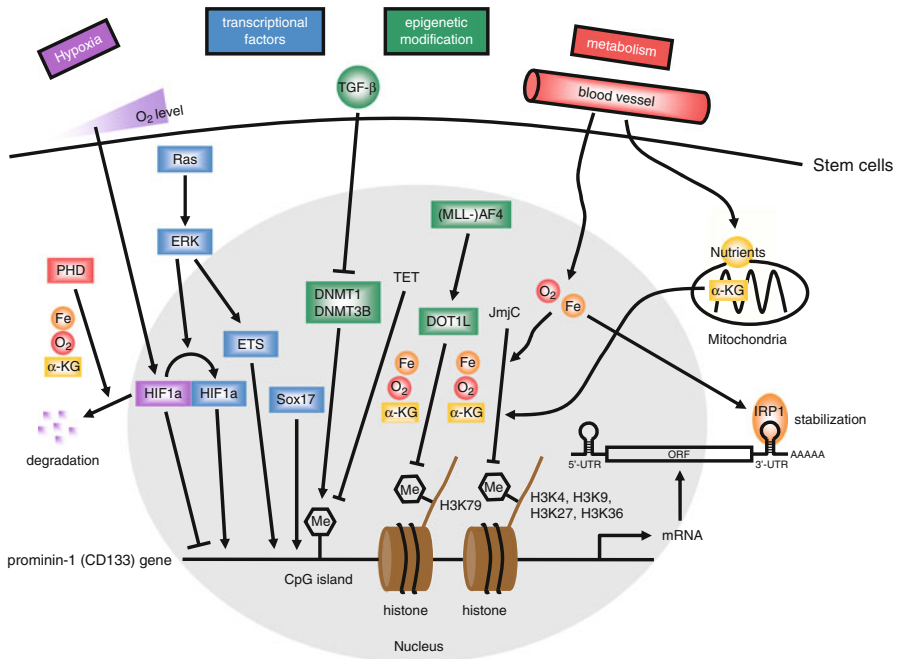 Hypoxia
transcriptional
factors
epigenetic
modification
metabolism
TGF-β
blood vessel
O2 level
Stem cells
Ras
(MLL-)AF4
ERK
Nutrients
PHD
TET
α-KG
O2
DNMT1
DNMT3B
Fe
JmjC
Fe
DOT1L
Mitochondria
O2
ETS
Fe
Fe
α-KG
O2
O2
HIF1a
HIF1a
Sox17
α-KG
α-KG
IRP1
stabilization
degradation
5'-UTR
ORF
3'-UTR
AAAAA
Me
Me
H3K79
H3K4, H3K9,
H3K27, H3K36
Me
mRNA
prominin-1 (CD133) gene
CpG island
histone
histone
Nucleus